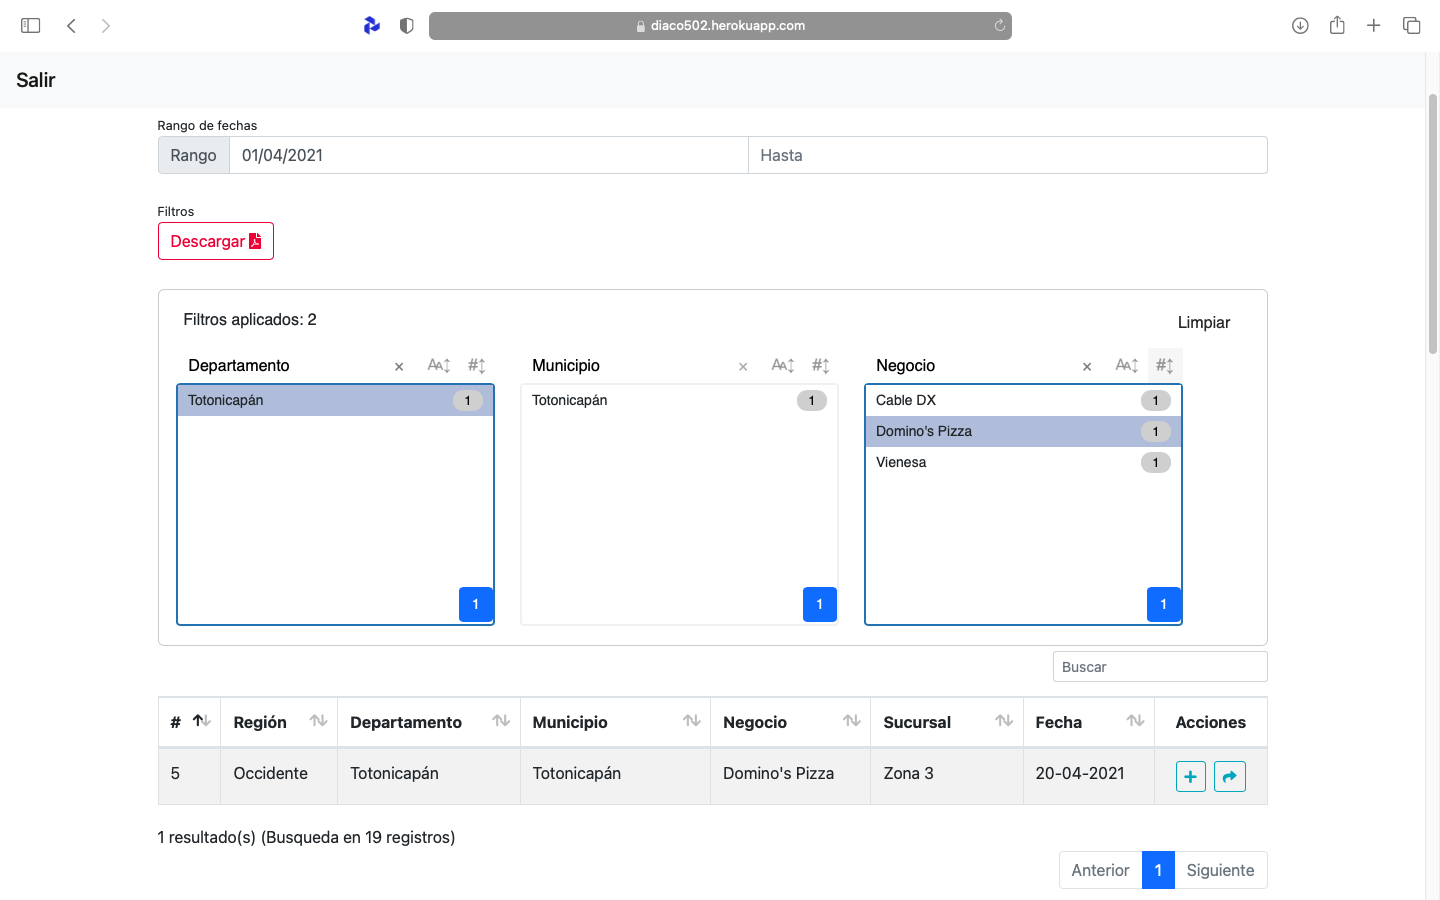 diaco502.herokuapp.com
Salir
Rango de fechas
Rango 01/04/2021 Hasta
Filtros
Descargar
Filtros aplicados: 2 Limpiar
Departamento × AA #
Municipio × AA #
Negocio × AA #
Totonicapán 1
1
Totonicapán 1
1
Cable DX 1
Domino's Pizza 1
Vienesa 1
1
Buscar
# Región Departamento Municipio Negocio Sucursal Fecha Acciones
5 Occidente Totonicapán Totonicapán Domino's Pizza Zona 3 20-04-2021
1 resultado(s) (Busqueda en 19 registros)
Anterior 1 Siguiente